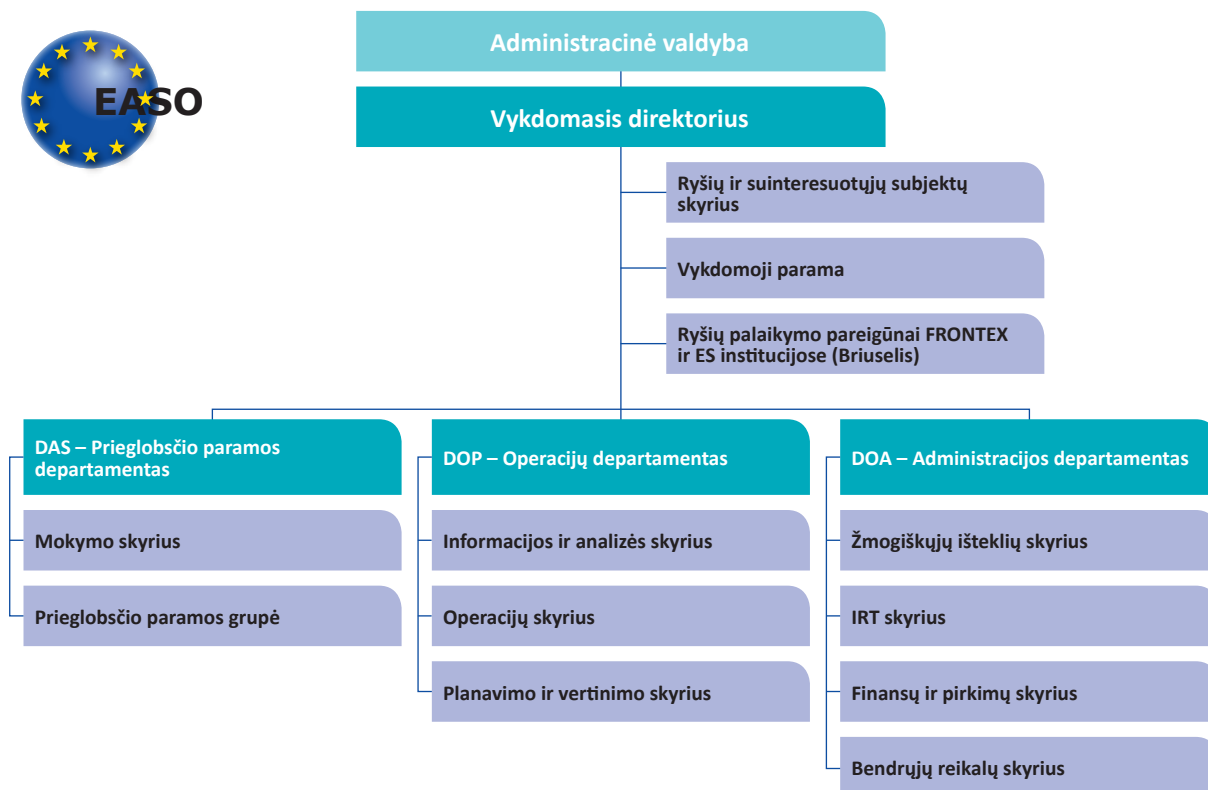 EASO
Administracinė valdyba
Vykdomasis direktorius
Ryšių ir suinteresuotųjų subjektų
skyrius
Vykdomoji parama
Ryšių palaikymo pareigūnai FRONTEX
ir ES institucijose (Briuselis)
DAS – Prieglobsčio paramos
departamentas
Mokymo skyrius
Prieglobsčio paramos grupė
DOP – Operacijų departamentas
Informacijos ir analizės skyrius
Operacijų skyrius
Planavimo ir vertinimo skyrius
DOA – Administracijos departamentas
Žmogiškųjų išteklių skyrius
IRT skyrius
Finansų ir pirkimų skyrius
Bendrųjų reikalų skyrius